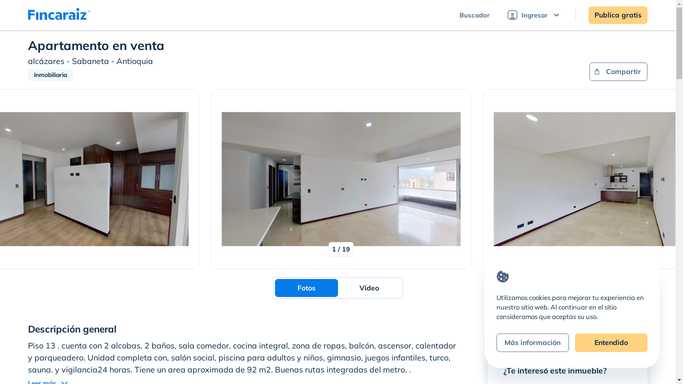 Fincaraiz
Buscador
Ingresar
Publica gratis
Apartamento en venta
alcázares - Sabaneta - Antioquia
Inmobiliaria
Compartir
1 / 19
Fotos
Video
Utilizamos cookies para mejorar tu experiencia en
nuestro sitio web. Al continuar en el sitio
consideramos que aceptas su uso.
Más información
Entendido
Descripción general
Piso 13 . cuenta con 2 alcobas, 2 baños, sala comedor, cocina integral, zona de ropas, balcón, ascensor, calentador
y parqueadero. Unidad completa con, salón social, piscina para adultos y niños, gimnasio, juegos infantiles, turco,
sauna, y vigilancia24 horas. Tiene un area aproximada de 92 m2. Buenas rutas integradas del metro. .
Leer más
¿Te interesó este inmueble?